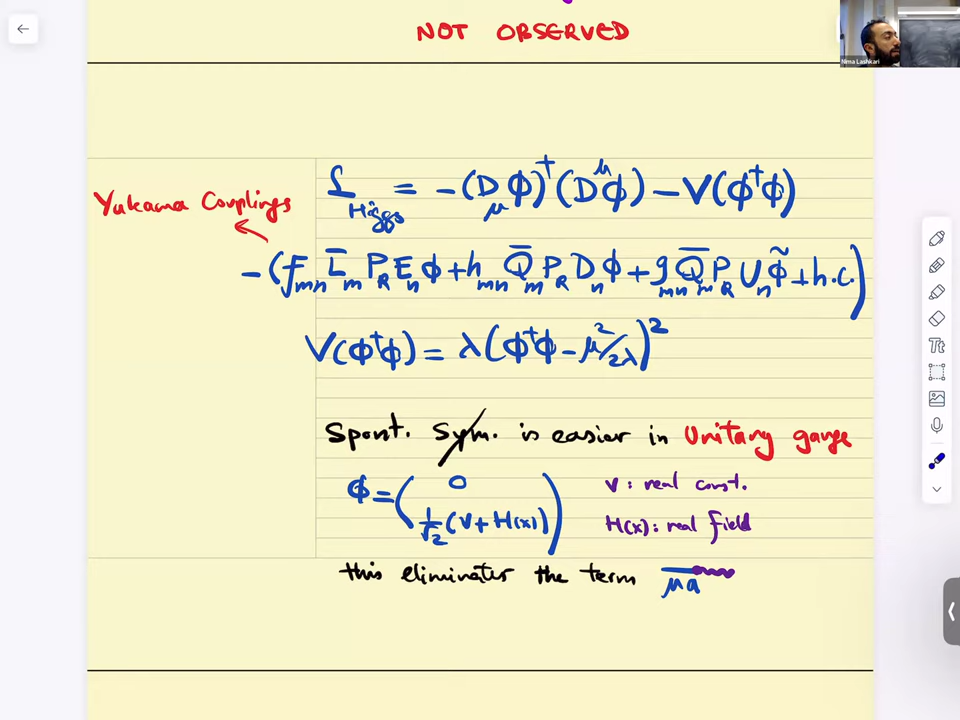 NOT OBSERVED
Nima Lashkari
Yukawa Couplings
L_Higgs = -(D_μ Φ)^† (D^μ Φ) - V(Φ^†Φ)
-(f_mn L̄_m P_R E_n Φ + h_mn Q̄_m P_R D_n Φ + g_mn Q̄_m P_R U_n Φ̃ + h.c.)
V(Φ^†Φ) = λ(Φ^†Φ - μ²/2λ)²
Spont. Sym. is easier in Unitary gauge
Φ = (0
1/√2 (v + H(x)))
v : real const.
H(x) : real field
this eliminates the term
Tt